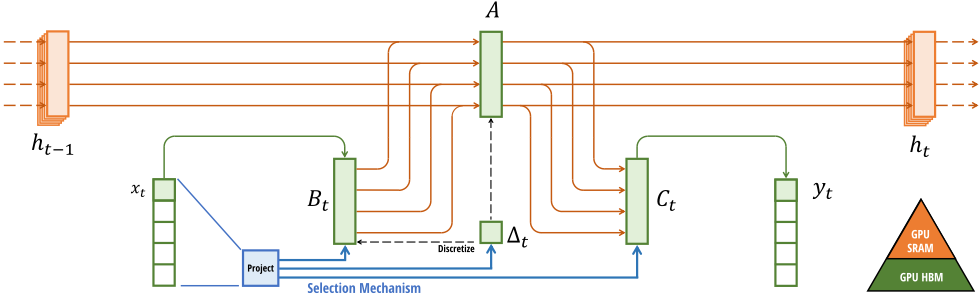 A
h_{t-1}
h_t
x_t
B_t
C_t
y_t
Δ_t
Discretize
Project
Selection Mechanism
GPU
SRAM
GPU HBM